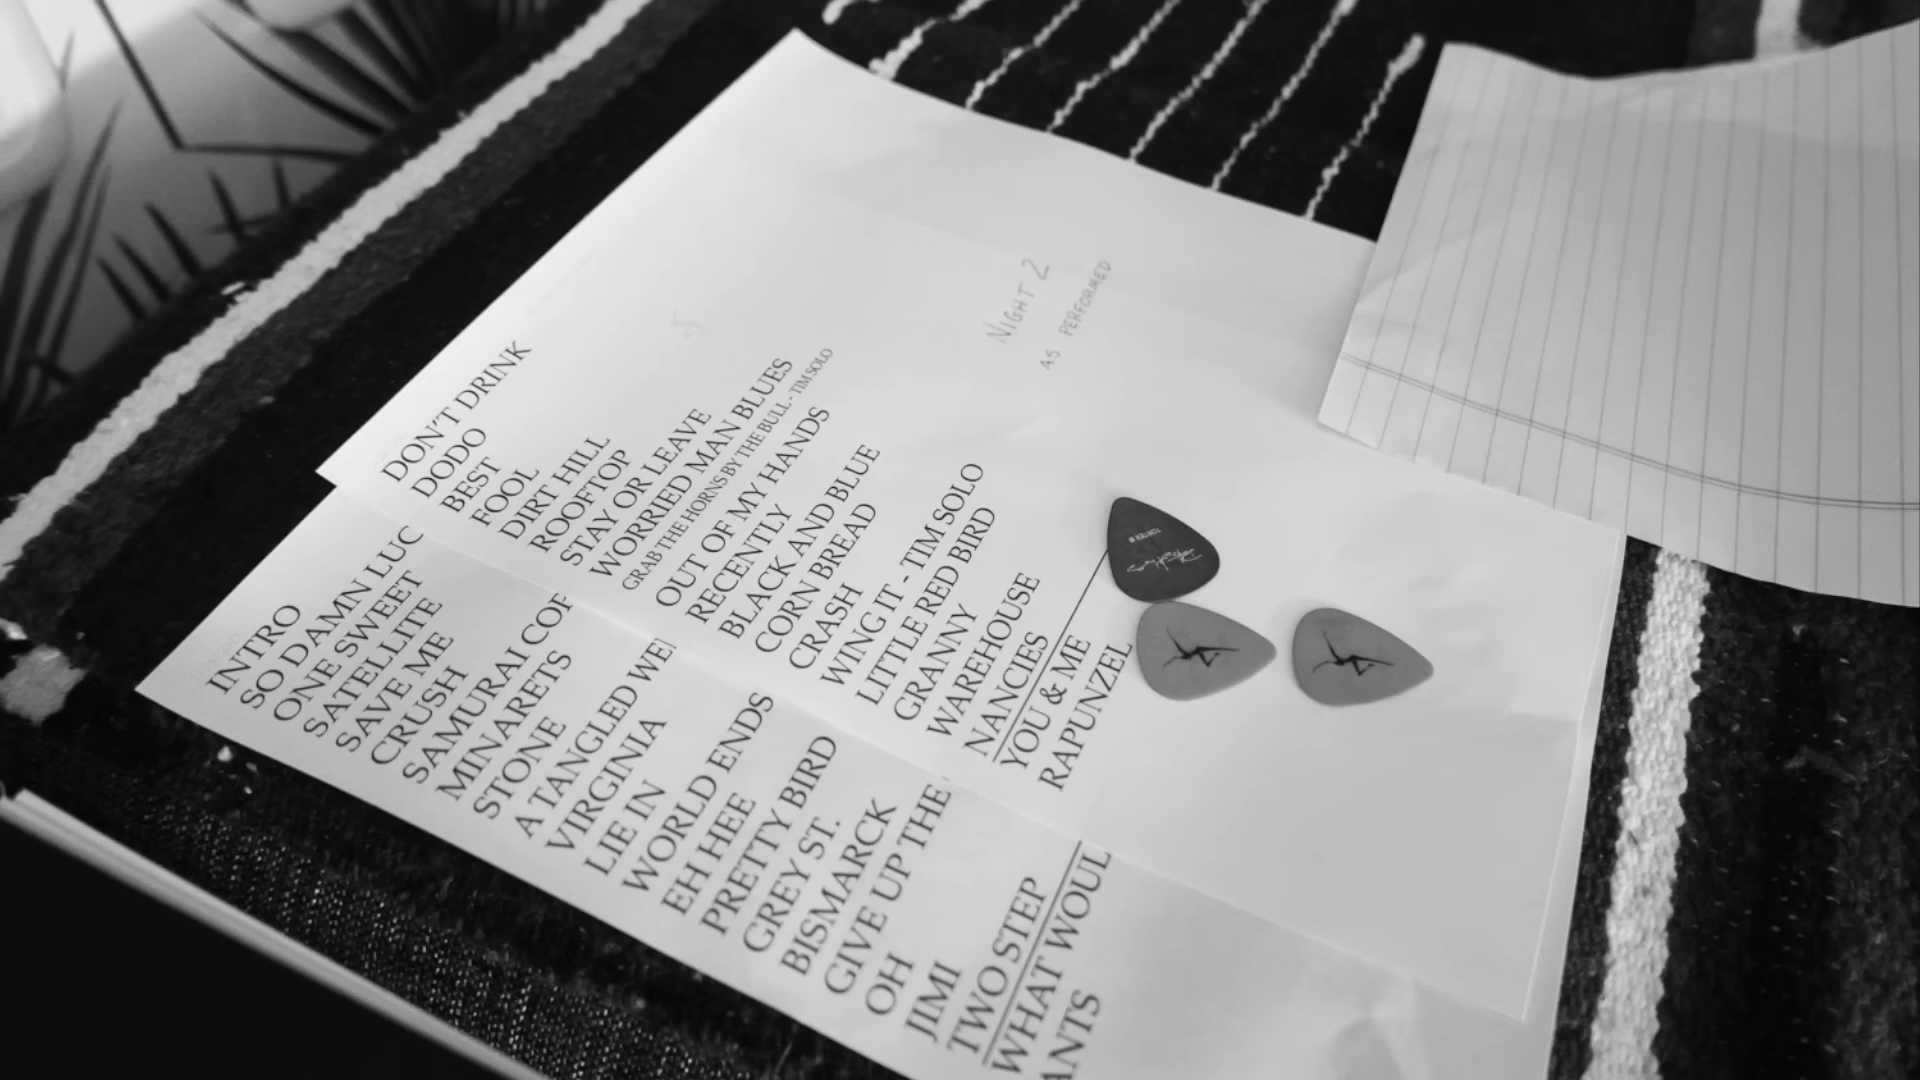 NIGHT 2
AS PERFORMED
DON'T DRINK
DODO
BEST
FOOL
DIRT HILL
ROOFTOP
STAY OR LEAVE
WORRIED MAN BLUES
GRAB THE HORNS BY THE BULL - TIM SOLO
OUT OF MY HANDS
RECENTLY
BLACK AND BLUE
CORN BREAD
CRASH
WING IT - TIM SOLO
LITTLE RED BIRD
GRANNY
WAREHOUSE
NANCIES
YOU & ME
RAPUNZEL
INTRO
SO DAMN LUC
ONE SWEET
SATELLITE
SAVE ME
CRUSH
SAMURAI COP
MINARETS
STONE
A TANGLED WE
VIRGINIA
LIE IN
WORLD ENDS
EH HEE
PRETTY BIRD
GREY ST.
BISMARCK
GIVE UP THE
OH
JIMI
TWO STEP
WHAT WOUL
ANTS
TORTEX